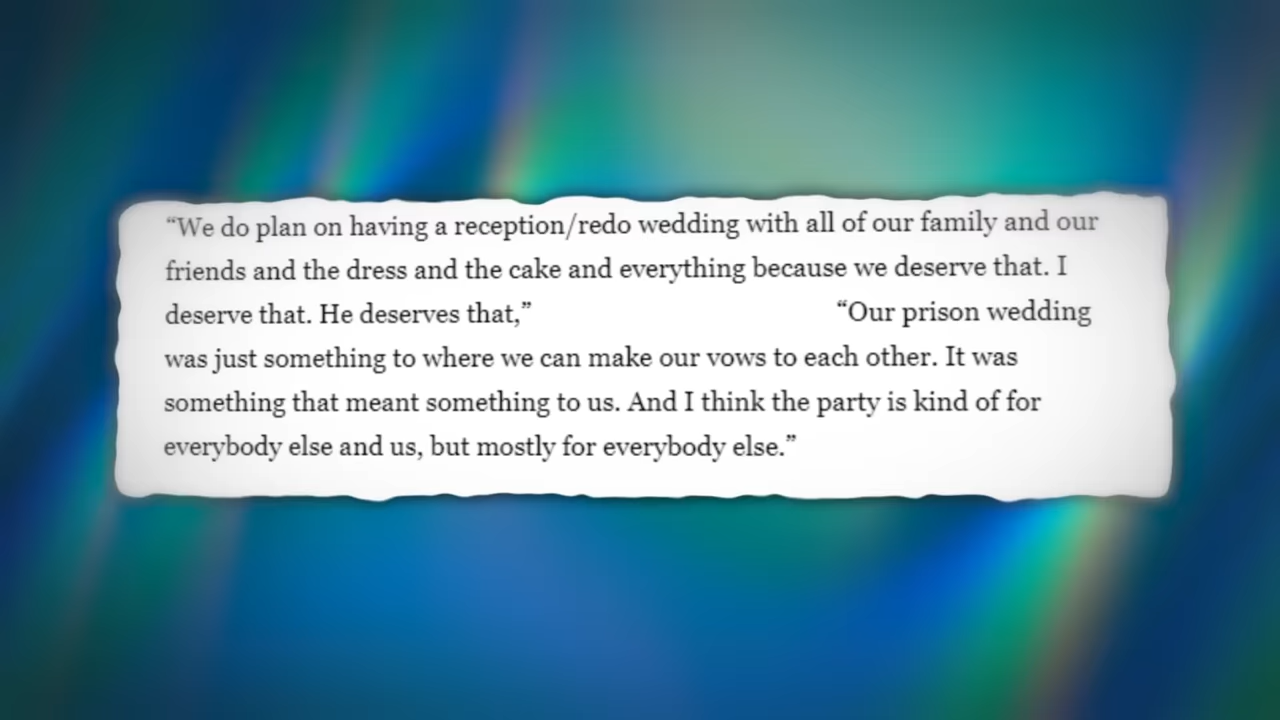 “We do plan on having a reception/redo wedding with all of our family and our
friends and the dress and the cake and everything because we deserve that. I
deserve that. He deserves that,” “Our prison wedding
was just something to where we can make our vows to each other. It was
something that meant something to us. And I think the party is kind of for
everybody else and us, but mostly for everybody else.”